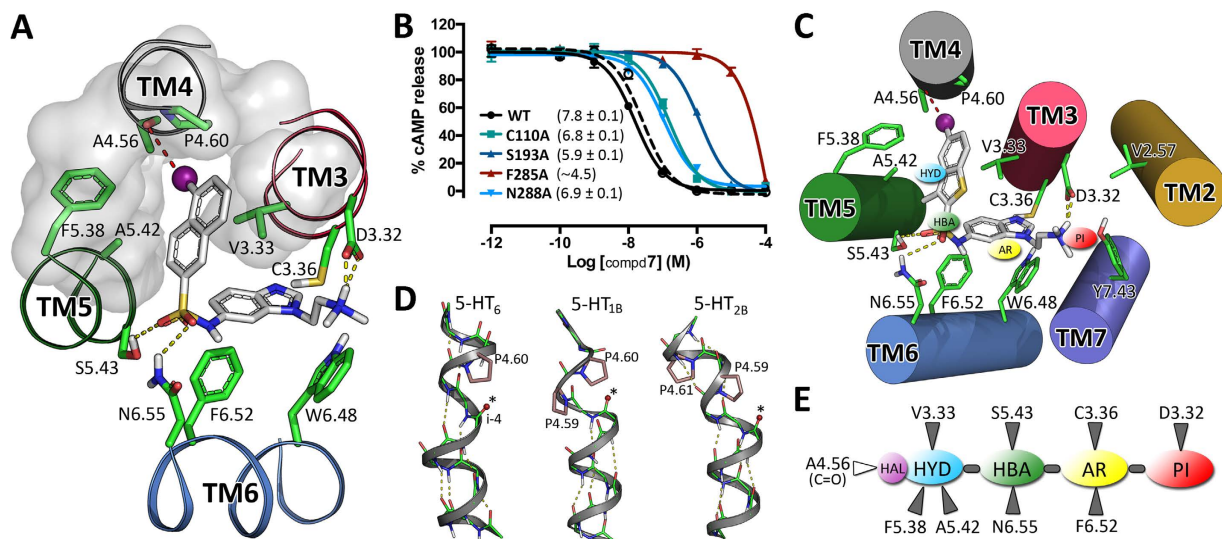 A
TM4
A4.56
P4.60
TM3
F5.38
A5.42
V3.33
D3.32
C3.36
TM5
S5.43
N6.55
F6.52
W6.48
TM6
B
% cAMP release
120
100
80
60
40
20
0
WT (7.8 ± 0.1)
C110A (6.8 ± 0.1)
S193A (5.9 ± 0.1)
F285A (~4.5)
N288A (6.9 ± 0.1)
-12 -10 -8 -6 -4
Log [compd7] (M)
C
TM4
A4.56
P4.60
TM3
F5.38
A5.42
V3.33
V2.57
HYD
TM2
C3.36
D3.32
TM5
HBA
AR
PI
S5.43
N6.55
F6.52
W6.48
Y7.43
TM6
TM7
D
5-HT6 5-HT1B 5-HT2B
P4.60
*
i-4
P4.60
*
P4.59
P4.59
P4.61
*
E
V3.33 S5.43 C3.36 D3.32
A4.56
(C=O)
HAL HYD HBA AR PI
F5.38 A5.42 N6.55 F6.52